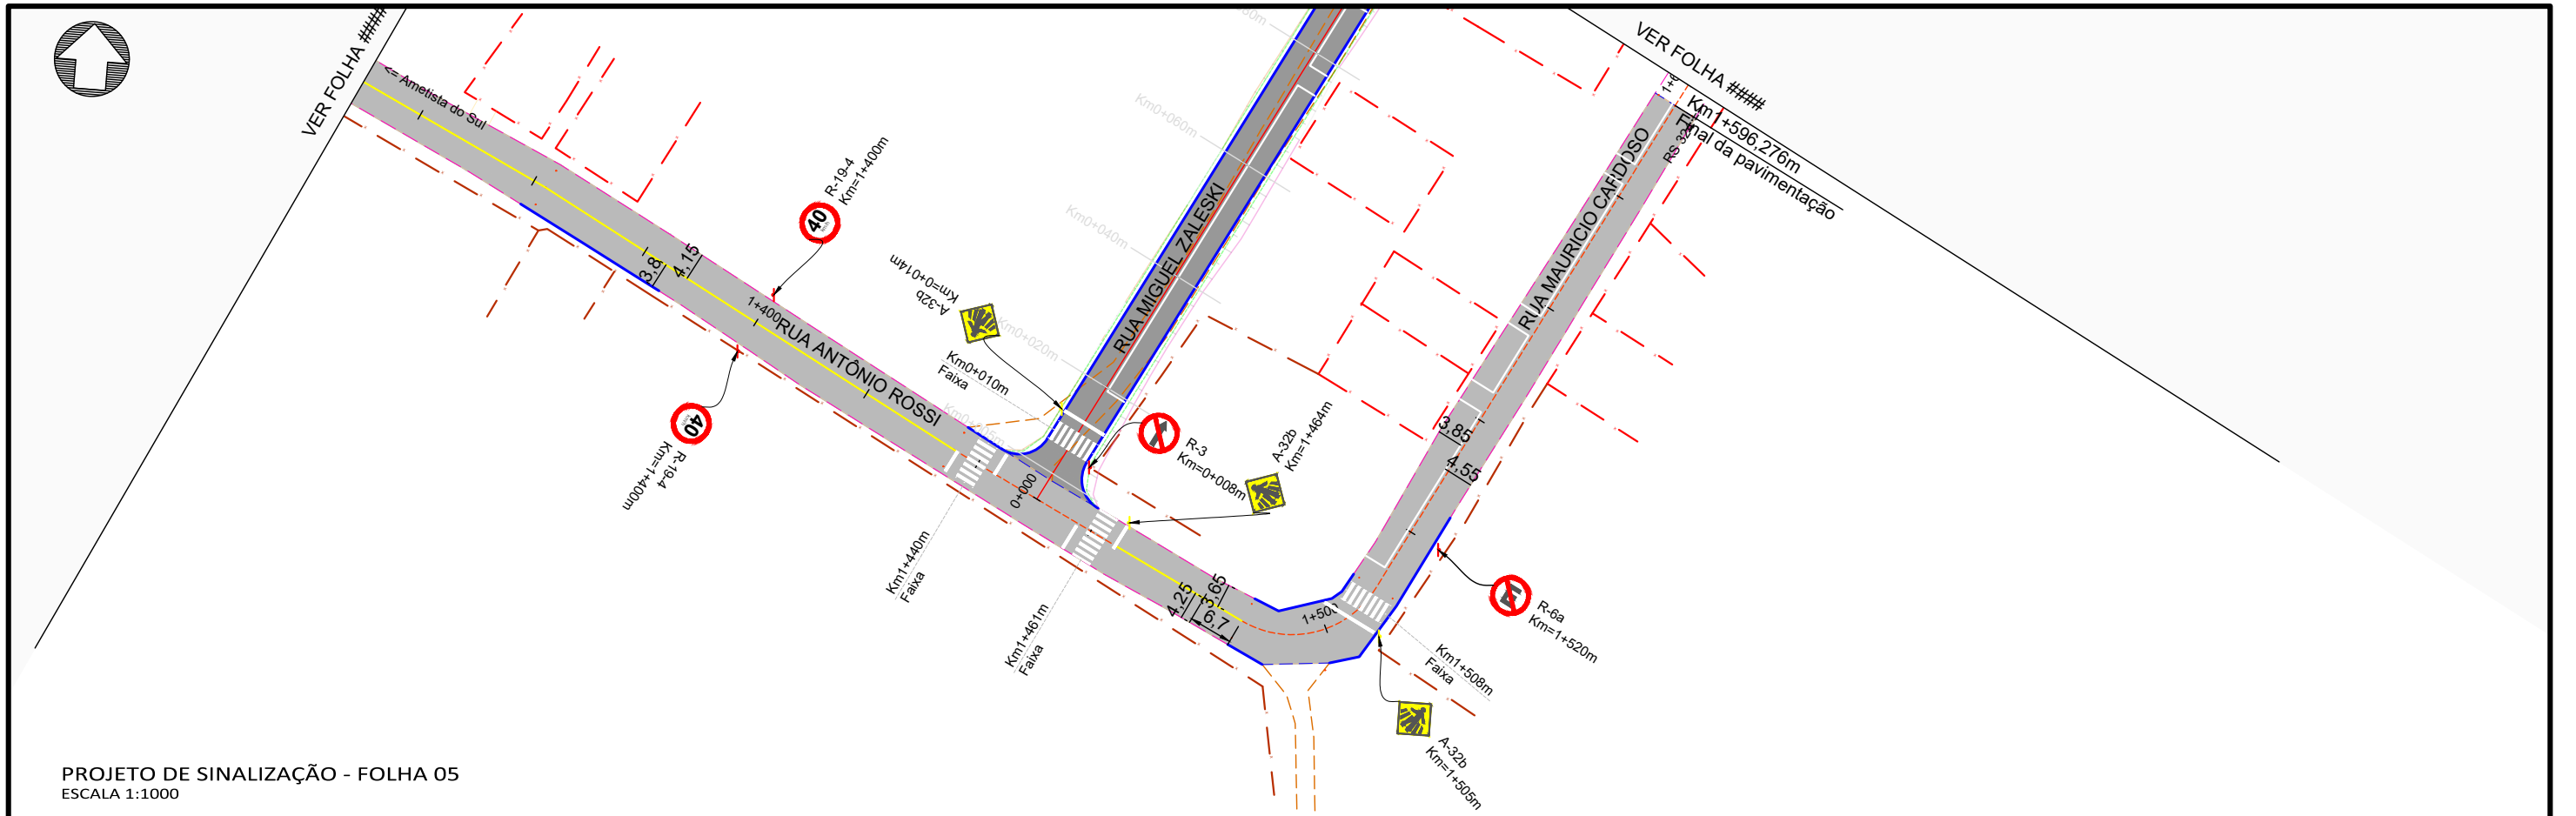 VER FOLHA ####
<= Ametista do Sul
R-19-4
Km=1+400m
40
3,8
4,15
1+400
RUA ANTÔNIO ROSSI
40
R-19-4
Km=1+400m
A-32b
Km=0+014m
Km0+060m
Km0+040m
Km0+020m
RUA MIGUEL ZALESKI
Km0+010m
Faixa
0+000
R-3
Km=0+008m
A-32b
Km=1+464m
Km1+440m
Faixa
Km1+461m
Faixa
4,25
3,65
6,7
1+500
VER FOLHA ####
Km1+596,276m
Final da pavimentação
RUA MAURICIO CARDOSO
3,85
4,55
R-6a
Km=1+520m
Km1+508m
Faixa
A-32b
Km=1+505m
PROJETO DE SINALIZAÇÃO - FOLHA 05
ESCALA 1:1000